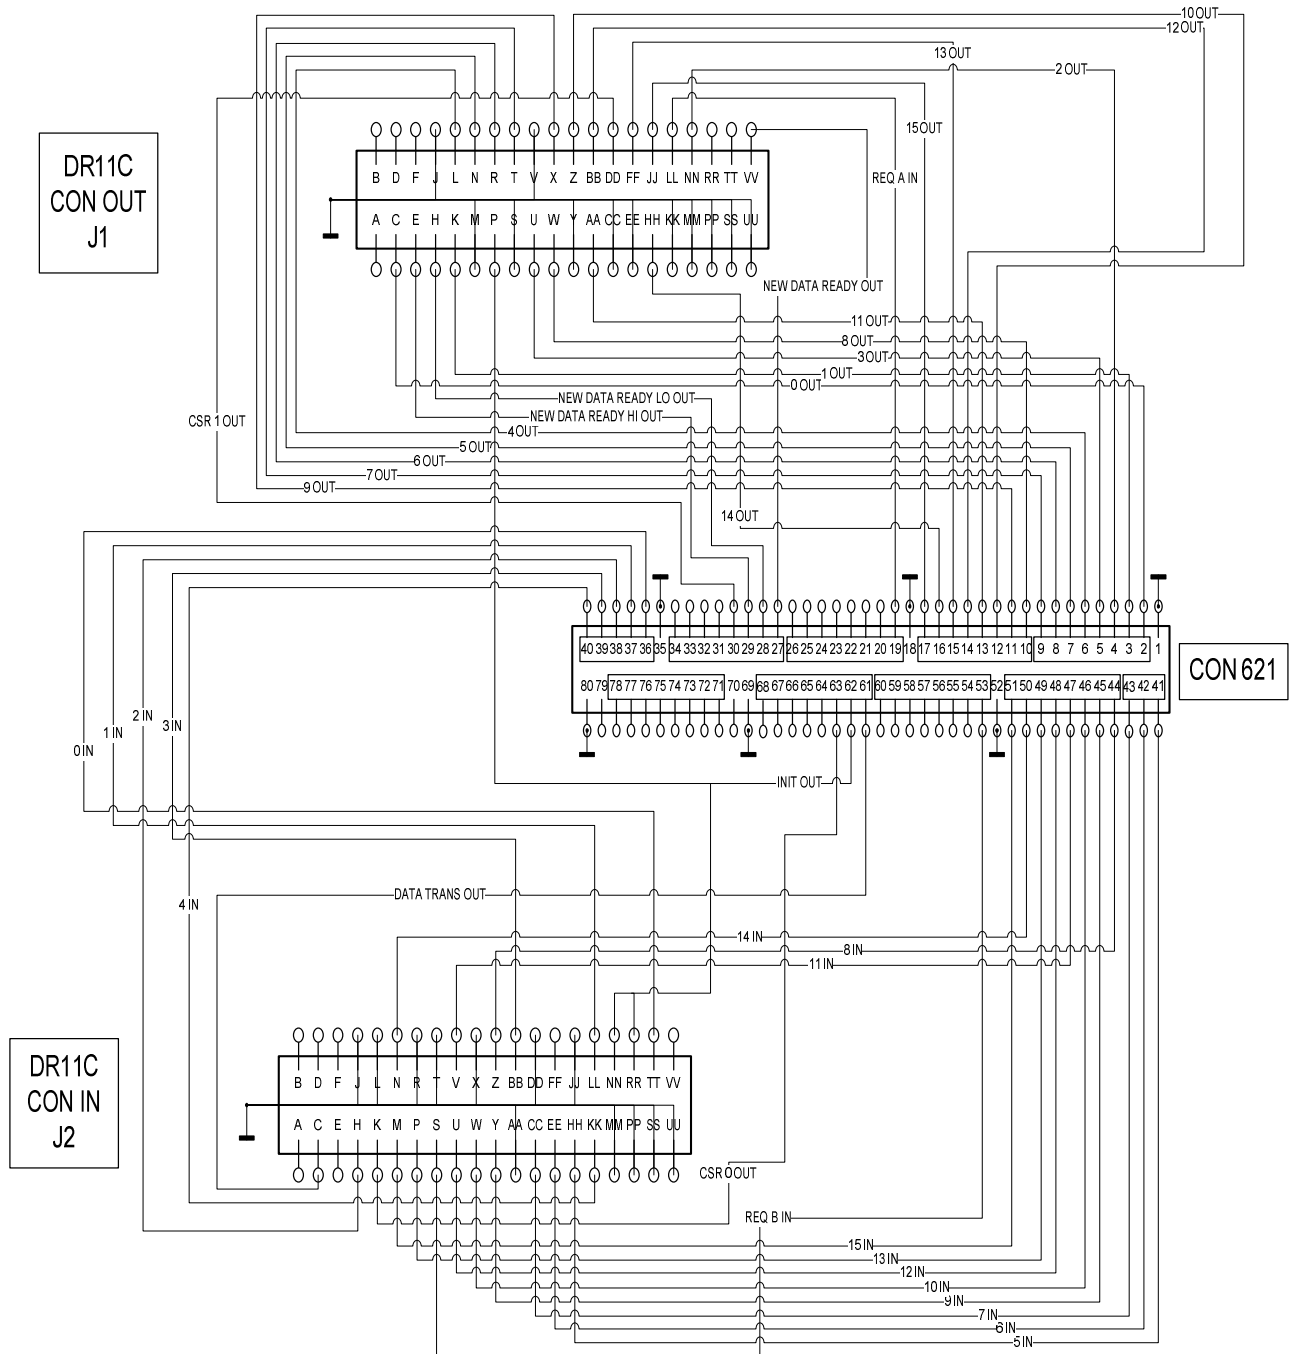 10 OUT
12 OUT
13 OUT
2 OUT
15 OUT
DR11C
CON OUT
J1
B D F J L N R T V X Z BB DD FF JJ LL NN RR TT VV
REQ A IN
A C E H K M P S U W Y AA CC EE HH KK MM PP SS UU
NEW DATA READY OUT
11 OUT
8 OUT
3 OUT
1 OUT
0 OUT
NEW DATA READY LO OUT
NEW DATA READY HI OUT
CSR 1 OUT
4 OUT
5 OUT
6 OUT
7 OUT
9 OUT
14 OUT
40 39 38 37 36 35 34 33 32 31 30 29 28 27 26 25 24 23 22 21 20 19 18 17 16 15 14 13 12 11 10 9 8 7 6 5 4 3 2 1
CON 621
80 79 78 77 76 75 74 73 72 71 70 69 68 67 66 65 64 63 62 61 60 59 58 57 56 55 54 53 52 51 50 49 48 47 46 45 44 43 42 41
2 IN
3 IN
1 IN
0 IN
INIT OUT
DATA TRANS OUT
4 IN
14 IN
8 IN
11 IN
DR11C
CON IN
J2
B D F J L N R T V X Z BB DD FF JJ LL NN RR TT VV
A C E H K M P S U W Y AA CC EE HH KK MM PP SS UU
CSR 0 OUT
REQ B IN
15 IN
13 IN
12 IN
10 IN
9 IN
7 IN
6 IN
5 IN